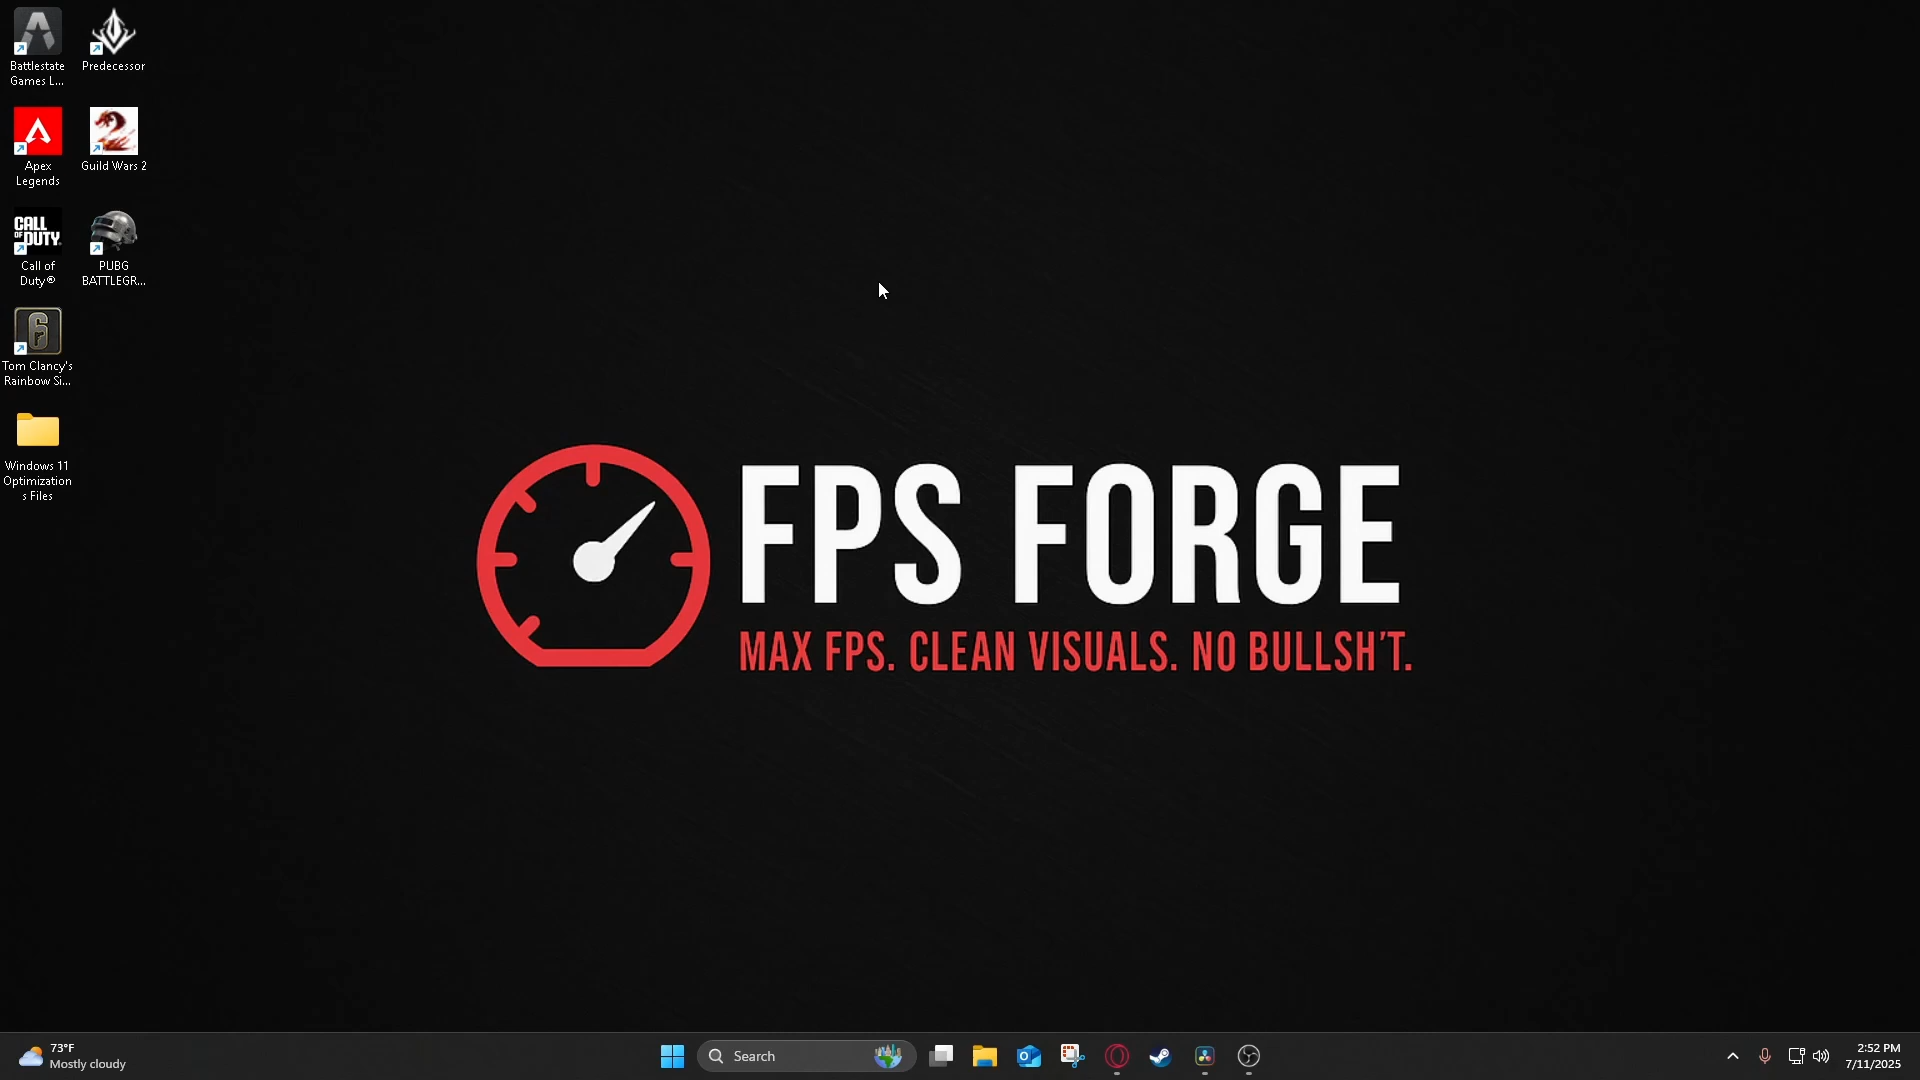 Battlestate
Games L...
Predecessor
Apex
Legends
Guild Wars 2
CALL
OF DUTY
Call of
Duty®
PUBG
BATTLEGR...
6
Tom Clancy's
Rainbow Si...
Windows 11
Optimization
s Files
FPS FORGE
MAX FPS. CLEAN VISUALS. NO BULLSH'T.
73°F
Mostly cloudy
Search
2:52 PM
7/11/2025